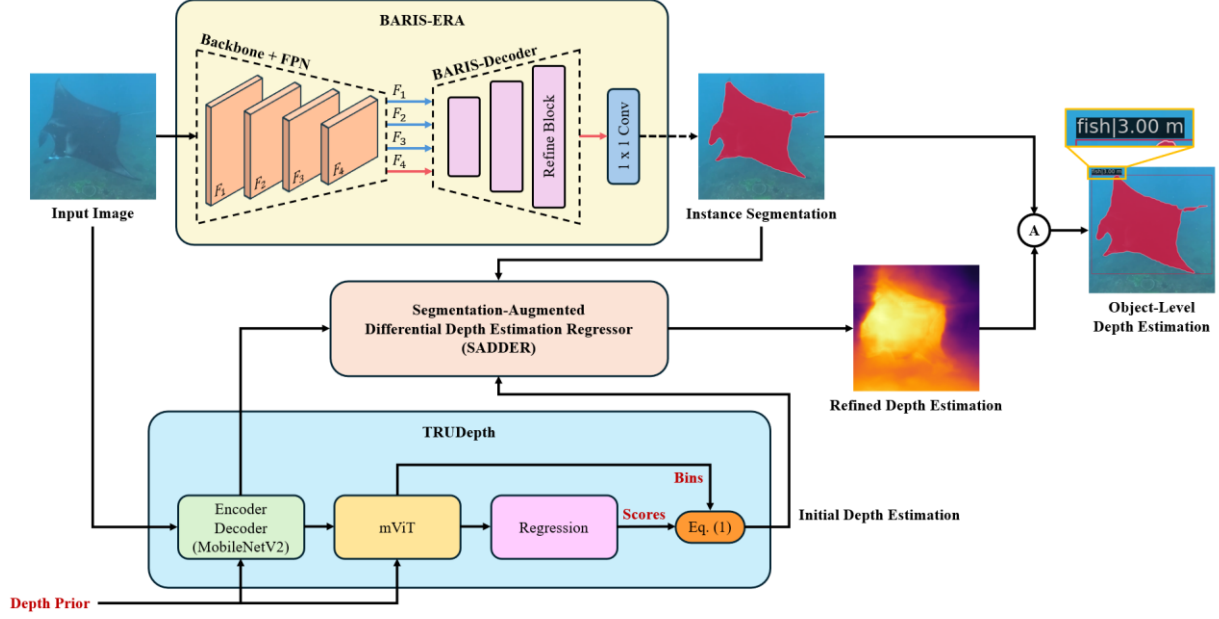 BARIS-ERA
Backbone + FPN
BARIS-Decoder
F1
F2
F3
F4
F1
F2
F3
F4
Refine Block
1 x 1 Conv
fish|3.00 m
Input Image
Instance Segmentation
A
Object-Level
Depth Estimation
Segmentation-Augmented
Differential Depth Estimation Regressor
(SADDER)
Refined Depth Estimation
TRUDepth
Encoder
Decoder
(MobileNetV2)
mViT
Regression
Bins
Scores
Eq. (1)
Initial Depth Estimation
Depth Prior